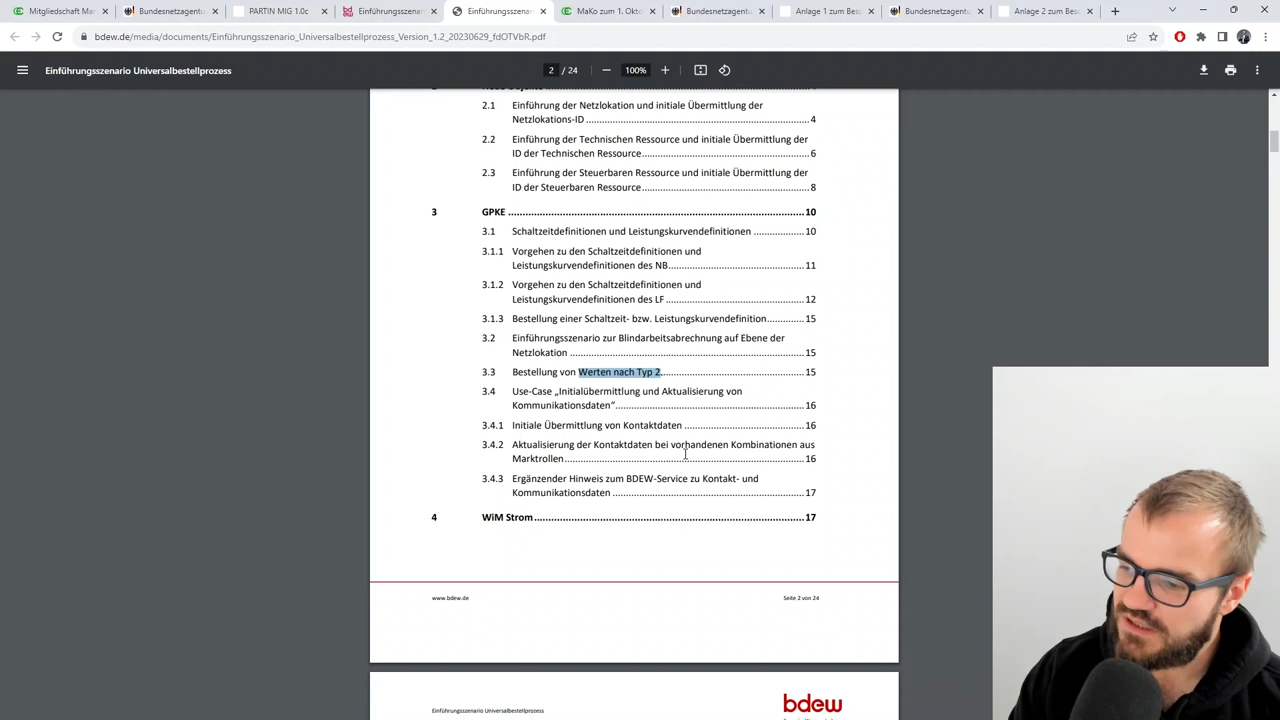 Mitgliedschaft
Bundesnetzagentu
PARTIN MIG 1.0c
Einführungsszenario
Einführungsszenario
MaKo zum 1. Oktob
Bundesnetzagentu
Anlage 1 zum Besc
Bundesnetzagentu
Anlage 2 zum Besc
bdew.de/media/documents/Einführungsszenario_Universalbestellprozess_Version_1.2_20230629_fdOTVbR.pdf
Einführungsszenario Universalbestellprozess
2 / 24
100%
2.1 Einführung der Netzlokation und initiale Übermittlung der
Netzlokations-ID 4
2.2 Einführung der Technischen Ressource und initiale Übermittlung der
ID der Technischen Ressource 6
2.3 Einführung der Steuerbaren Ressource und initiale Übermittlung der
ID der Steuerbaren Ressource 8
3 GPKE 10
3.1 Schaltzeitdefinitionen und Leistungskurvendefinitionen 10
3.1.1 Vorgehen zu den Schaltzeitdefinitionen und
Leistungskurvendefinitionen des NB 11
3.1.2 Vorgehen zu den Schaltzeitdefinitionen und
Leistungskurvendefinitionen des LF 12
3.1.3 Bestellung einer Schaltzeit- bzw. Leistungskurvendefinition 15
3.2 Einführungsszenario zur Blindarbeitsabrechnung auf Ebene der
Netzlokation 15
3.3 Bestellung von Werten nach Typ 2 15
3.4 Use-Case „Initialübermittlung und Aktualisierung von
Kommunikationsdaten“ 16
3.4.1 Initiale Übermittlung von Kontaktdaten 16
3.4.2 Aktualisierung der Kontaktdaten bei vorhandenen Kombinationen aus
Marktrollen 16
3.4.3 Ergänzender Hinweis zum BDEW-Service zu Kontakt- und
Kommunikationsdaten 17
4 WiM Strom 17
www.bdew.de
Seite 2 von 24
Einführungsszenario Universalbestellprozess
bdew